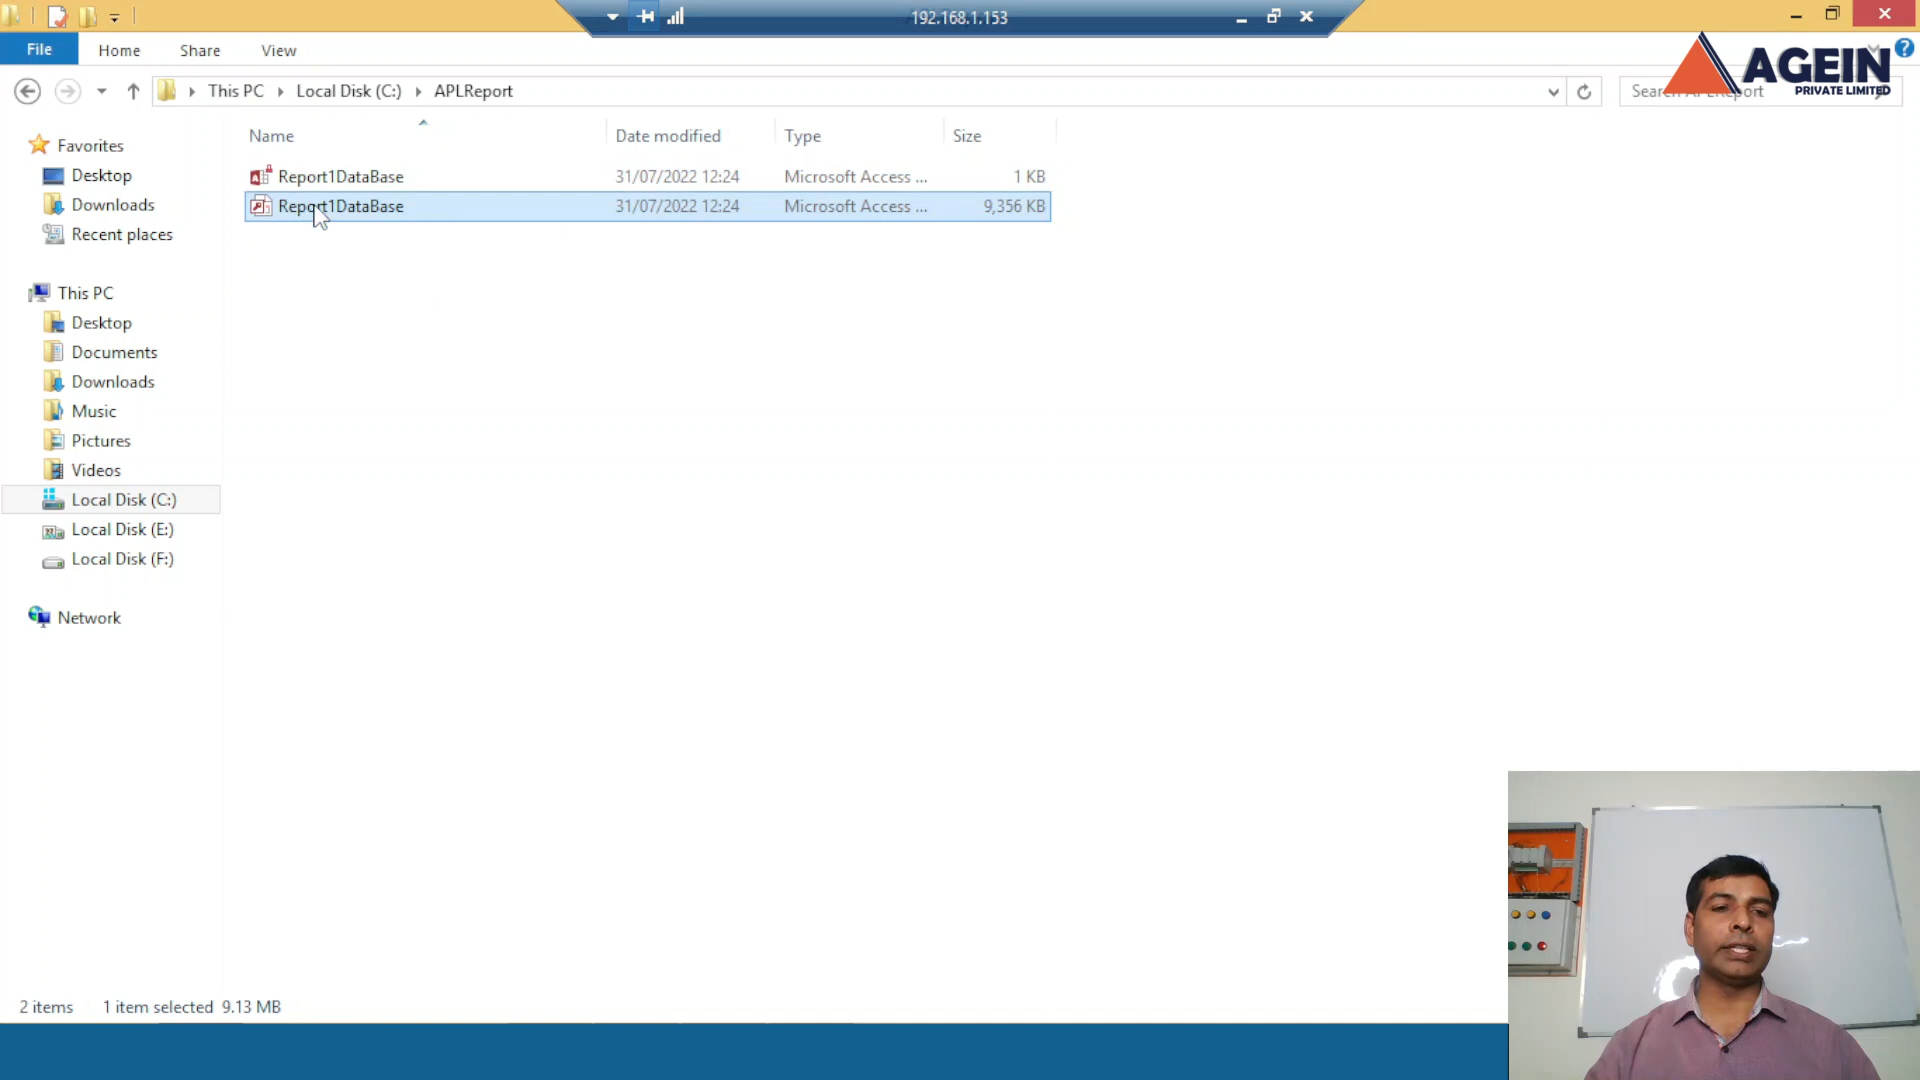 192.168.1.153
File Home Share View
This PC Local Disk (C:) APLReport
AGEIN
PRIVATE LIMITED
Name Date modified Type Size
Report1DataBase 31/07/2022 12:24 Microsoft Access ... 1 KB
Report1DataBase 31/07/2022 12:24 Microsoft Access ... 9,356 KB
Favorites
Desktop
Downloads
Recent places
This PC
Desktop
Documents
Downloads
Music
Pictures
Videos
Local Disk (C:)
Local Disk (E:)
Local Disk (F:)
Network
2 items 1 item selected 9.13 MB